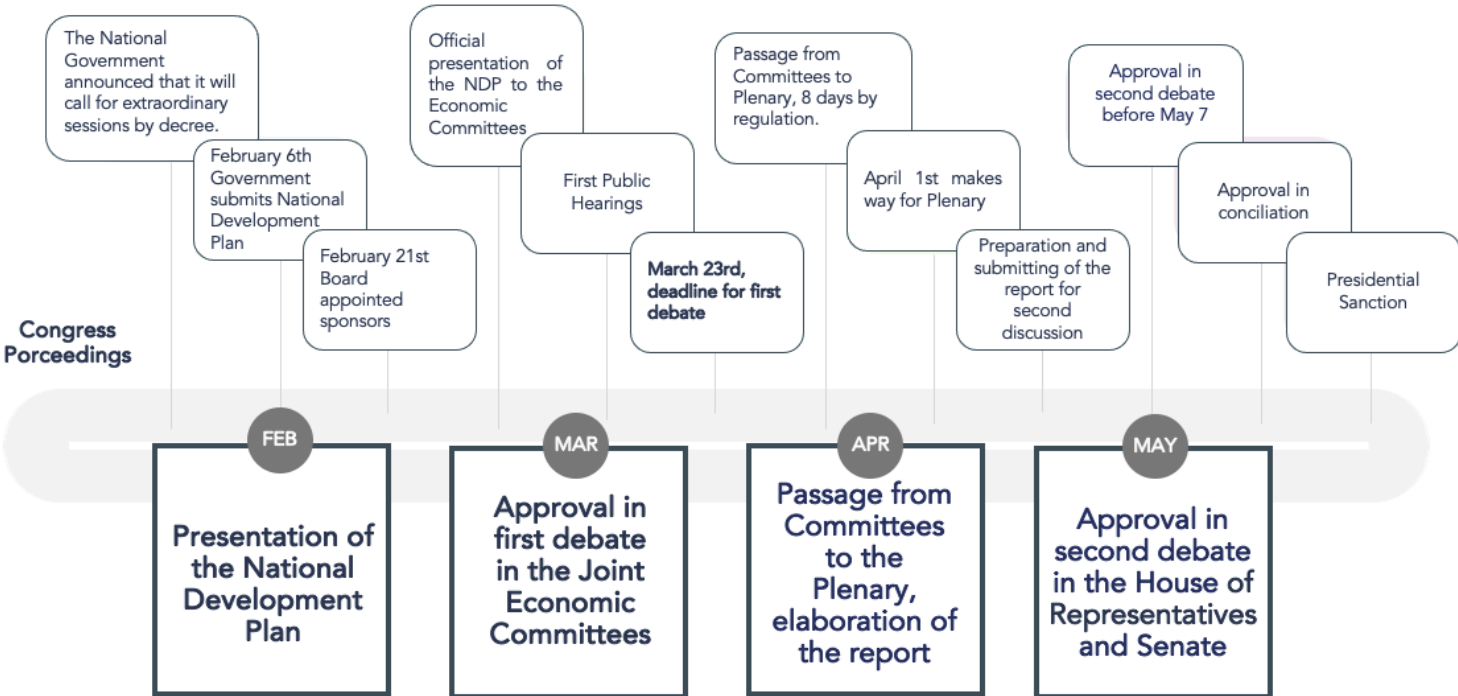 The National
Government
announced that it will
call for extraordinary
sessions by decree.
February 6th
Government
submits National
Development
Plan
February 21st
Board
appointed
sponsors
Official
presentation of
the NDP to the
Economic
Committees
First Public
Hearings
March 23rd,
deadline for first
debate
Passage from
Committees to
Plenary, 8 days by
regulation.
April 1st makes
way for Plenary
Preparation and
submitting of the
report for
second
discussion
Approval in
second debate
before May 7
Approval in
conciliation
Presidential
Sanction
Congress
Porceedings
FEB
MAR
APR
MAY
Presentation of
the National
Development
Plan
Approval in
first debate
in the Joint
Economic
Committees
Passage from
Committees
to the
Plenary,
elaboration of
the report
Approval in
second debate
in the House of
Representatives
and Senate